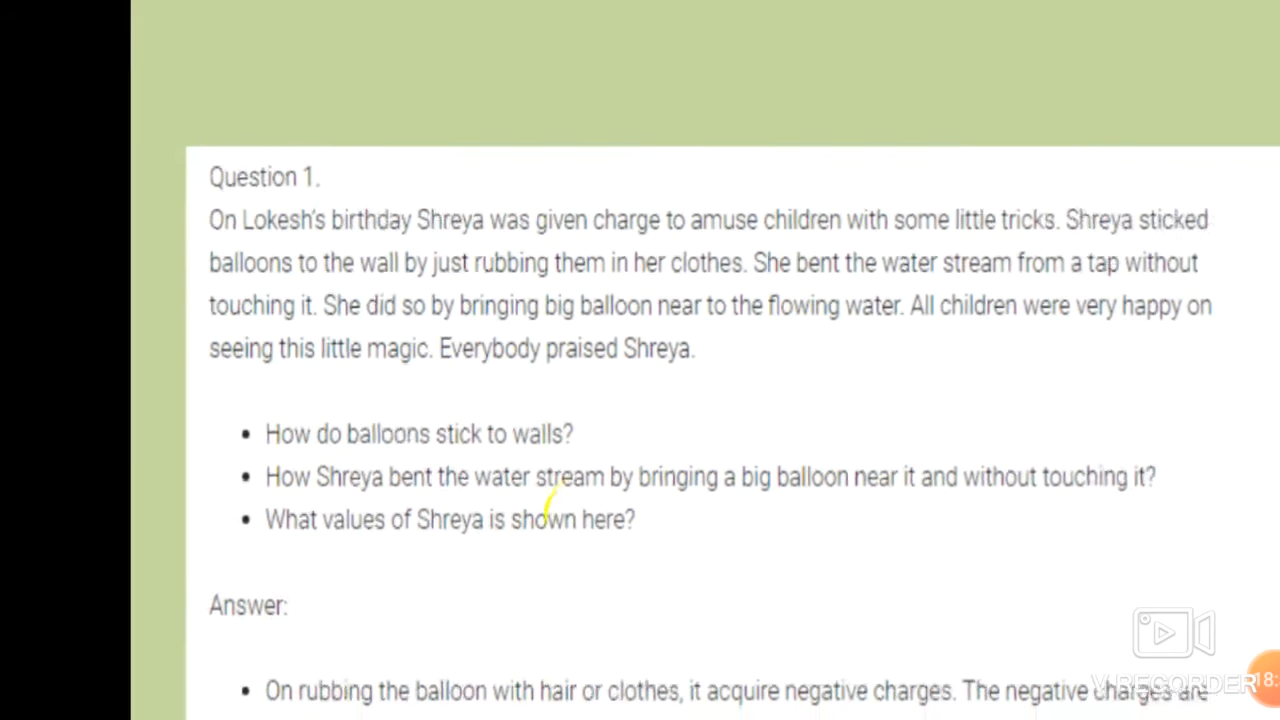 Question 1.
On Lokesh's birthday Shreya was given charge to amuse children with some little tricks. Shreya sticked
balloons to the wall by just rubbing them in her clothes. She bent the water stream from a tap without
touching it. She did so by bringing big balloon near to the flowing water. All children were very happy on
seeing this little magic. Everybody praised Shreya.
• How do balloons stick to walls?
• How Shreya bent the water stream by bringing a big balloon near it and without touching it?
• What values of Shreya is shown here?
Answer:
• On rubbing the balloon with hair or clothes, it acquire negative charges. The negative charges are
VIRECORDER
18: